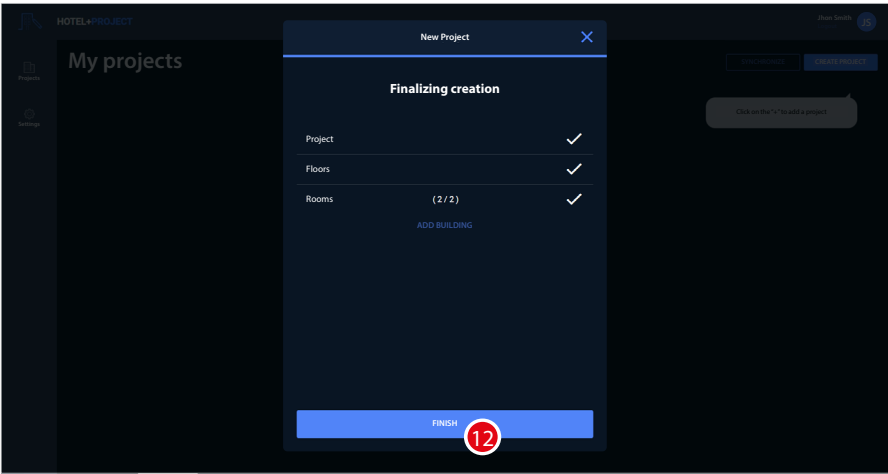 HOTEL+PROJECT
Jhon Smith
JS
My projects
CREATE PROJECT
Projects
Settings
Click on the "+" to add a project
New Project
Finalizing creation
Project
Floors
Rooms (2/2)
ADD BUILDING
FINISH
12